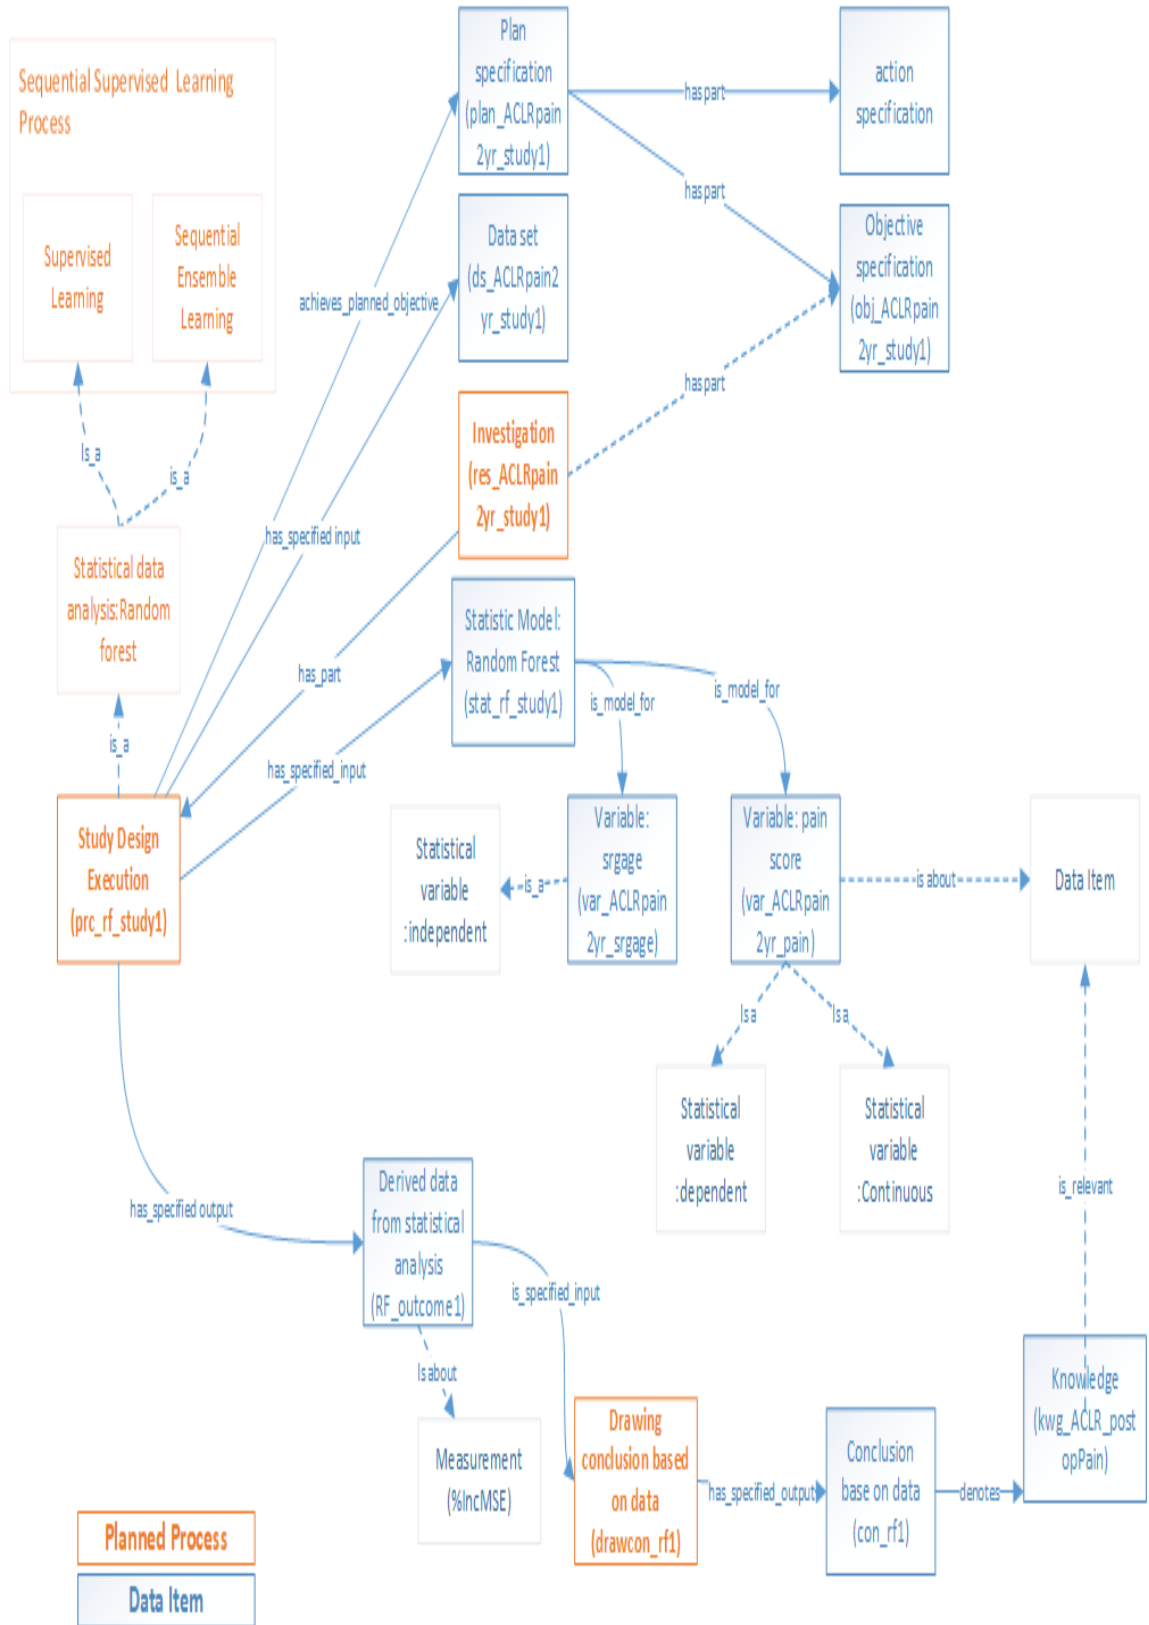 Sequential Supervised Learning
Process
Supervised
Learning
Sequential
Ensemble
Learning
Is_a
is_a
Statistical data
analysis:Random
forest
is_a
Study Design
Execution
(prc_rf_study1)
achieves_planned_objective
has_specified input
has_part
has_specified_input
Plan
specification
(plan_ACLRpain
2yr_study1)
Data set
(ds_ACLRpain2
yr_study1)
Investigation
(res_ACLRpain
2yr_study1)
has part
has part
has part
action
specification
Objective
specification
(obj_ACLRpain
2yr_study1)
Statistic Model:
Random Forest
(stat_rf_study1)
is_model_for
is_model_for
Statistical
variable
:independent
is_a
Variable:
srgage
(var_ACLRpain
2yr_srgage)
Variable: pain
score
(var_ACLRpain
2yr_pain)
is about
Data Item
Is a
Is a
Statistical
variable
:dependent
Statistical
variable
:Continuous
is_relevant
has_specified output
Derived data
from statistical
analysis
(RF_outcome1)
is_specified_input
Is about
Measurement
(%IncMSE)
Drawing
conclusion based
on data
(drawcon_rf1)
has_specified_output
Conclusion
base on data
(con_rf1)
denotes
Knowledge
(kwg_ACLR_post
opPain)
Planned Process
Data Item